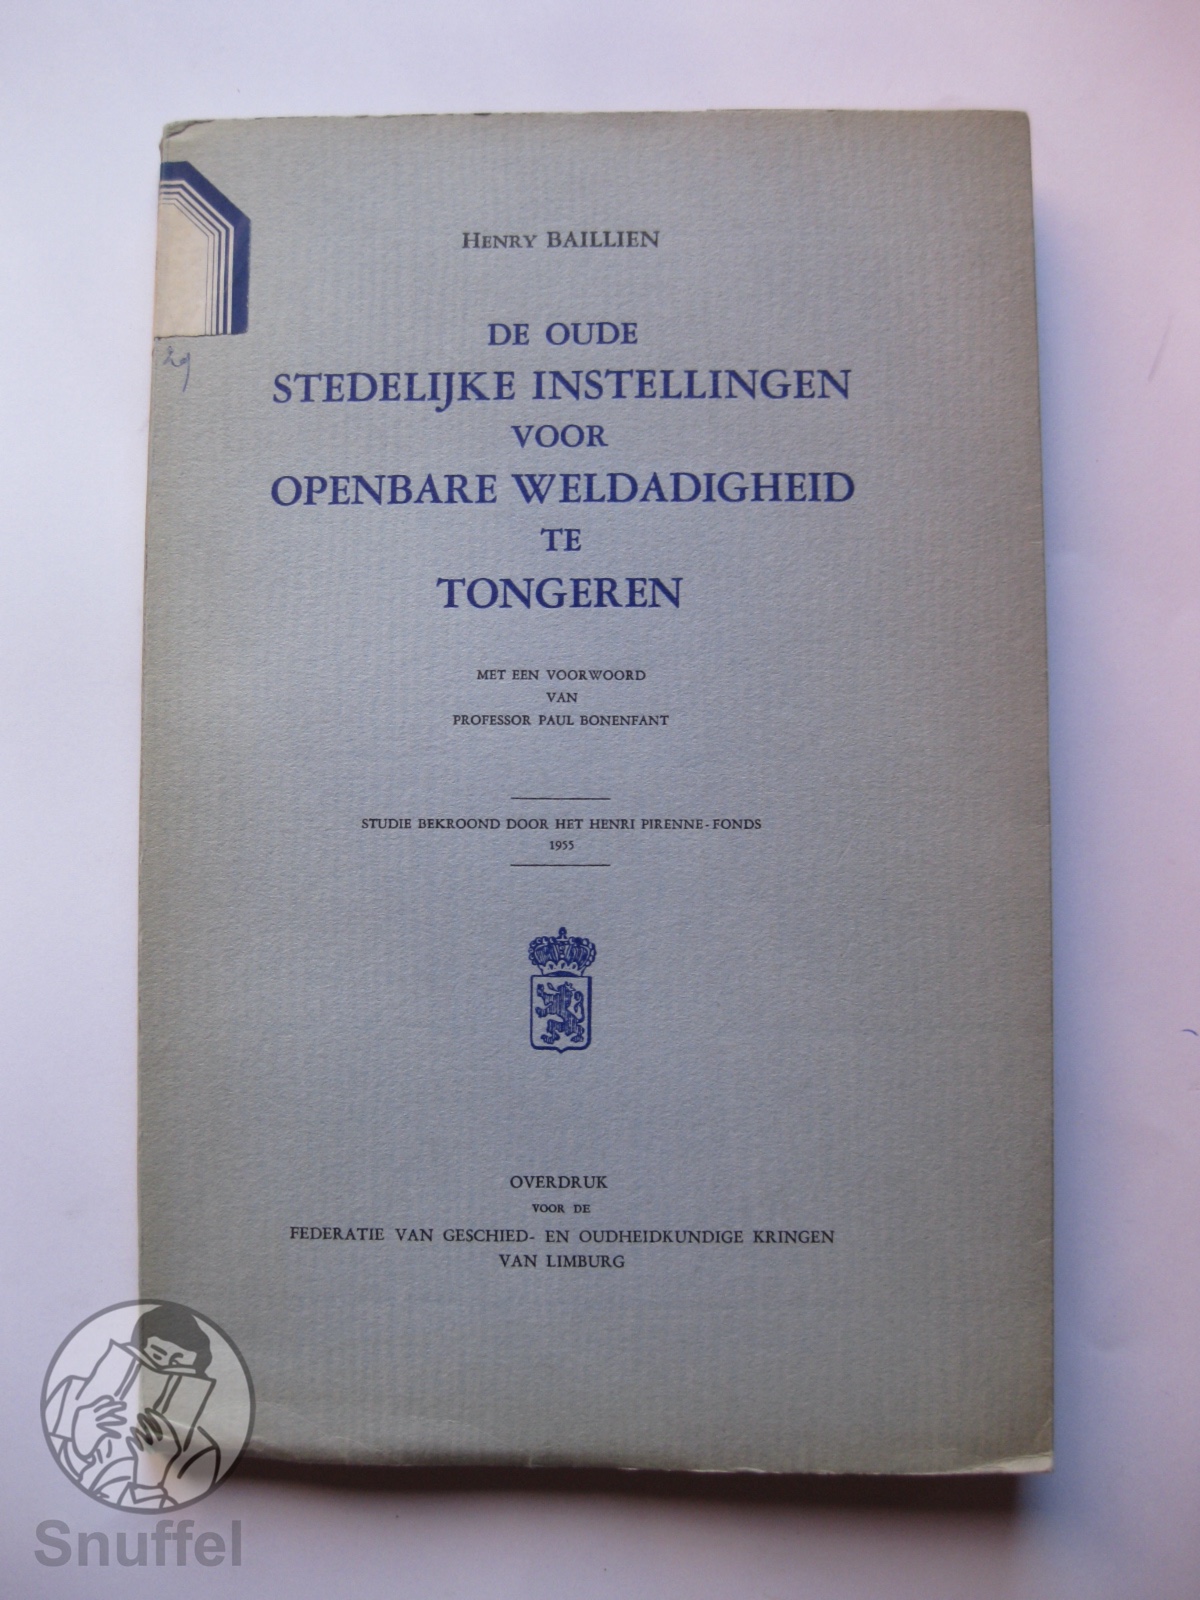 Henry BAILLIEN
DE OUDE
STEDELIJKE INSTELLINGEN
VOOR
OPENBARE WELDADIGHEID
TE
TONGEREN
MET EEN VOORWOORD
VAN
PROFESSOR PAUL BONENFANT
STUDIE BEKROOND DOOR HET HENRI PIRENNE-FONDS
1955
OVERDRUK
VOOR DE
FEDERATIE VAN GESCHIED- EN OUDHEIDKUNDIGE KRINGEN
VAN LIMBURG
Snuffel